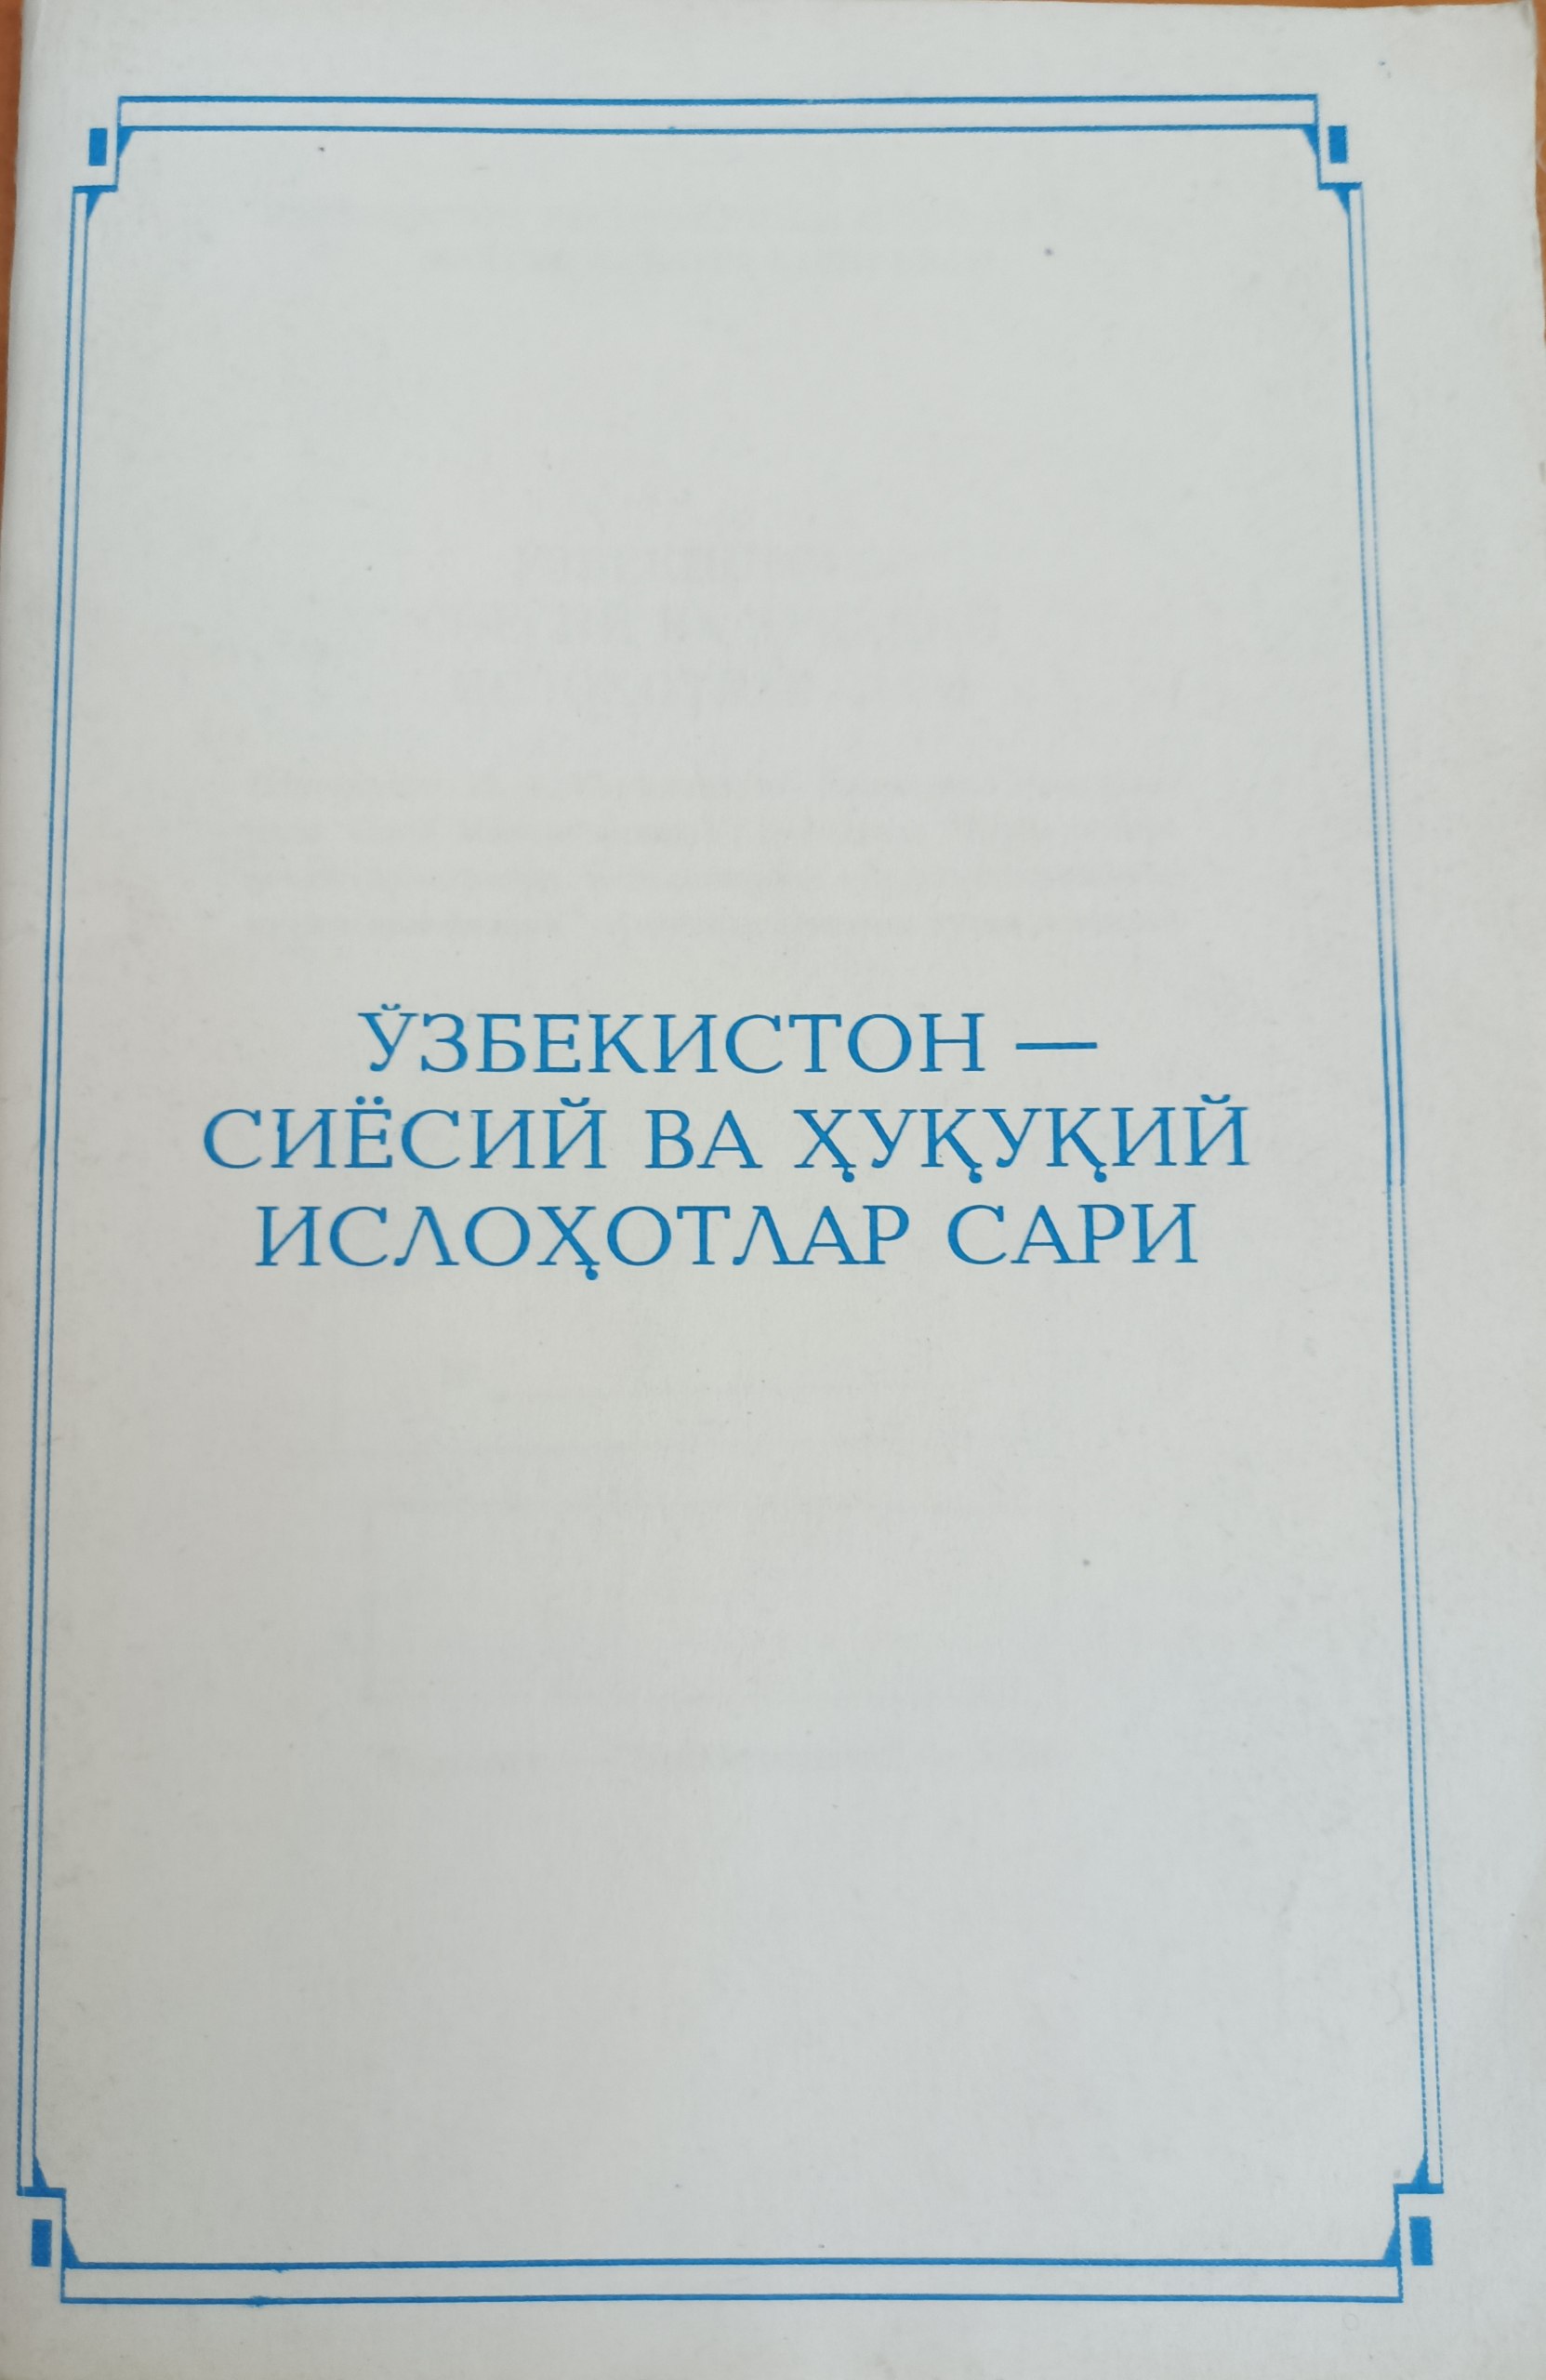 ЎЗБЕКИСТОН —
СИЁСИЙ ВА ҲУҚУҚИЙ
ИСЛОҲОТЛАР САРИ